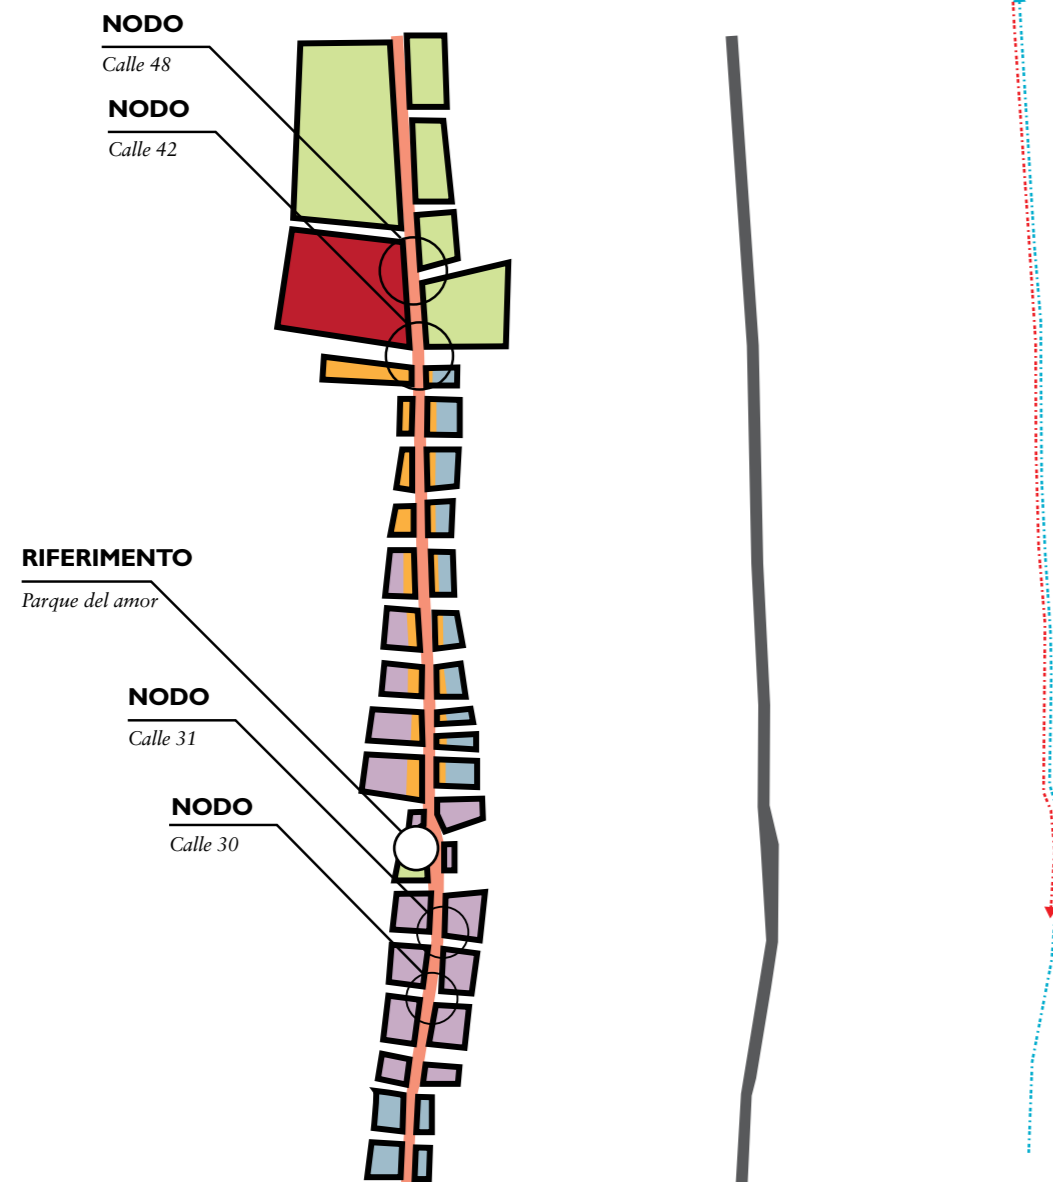 NODO
Calle 48
NODO
Calle 42
RIFERIMENTO
Parque del amor
NODO
Calle 31
NODO
Calle 30